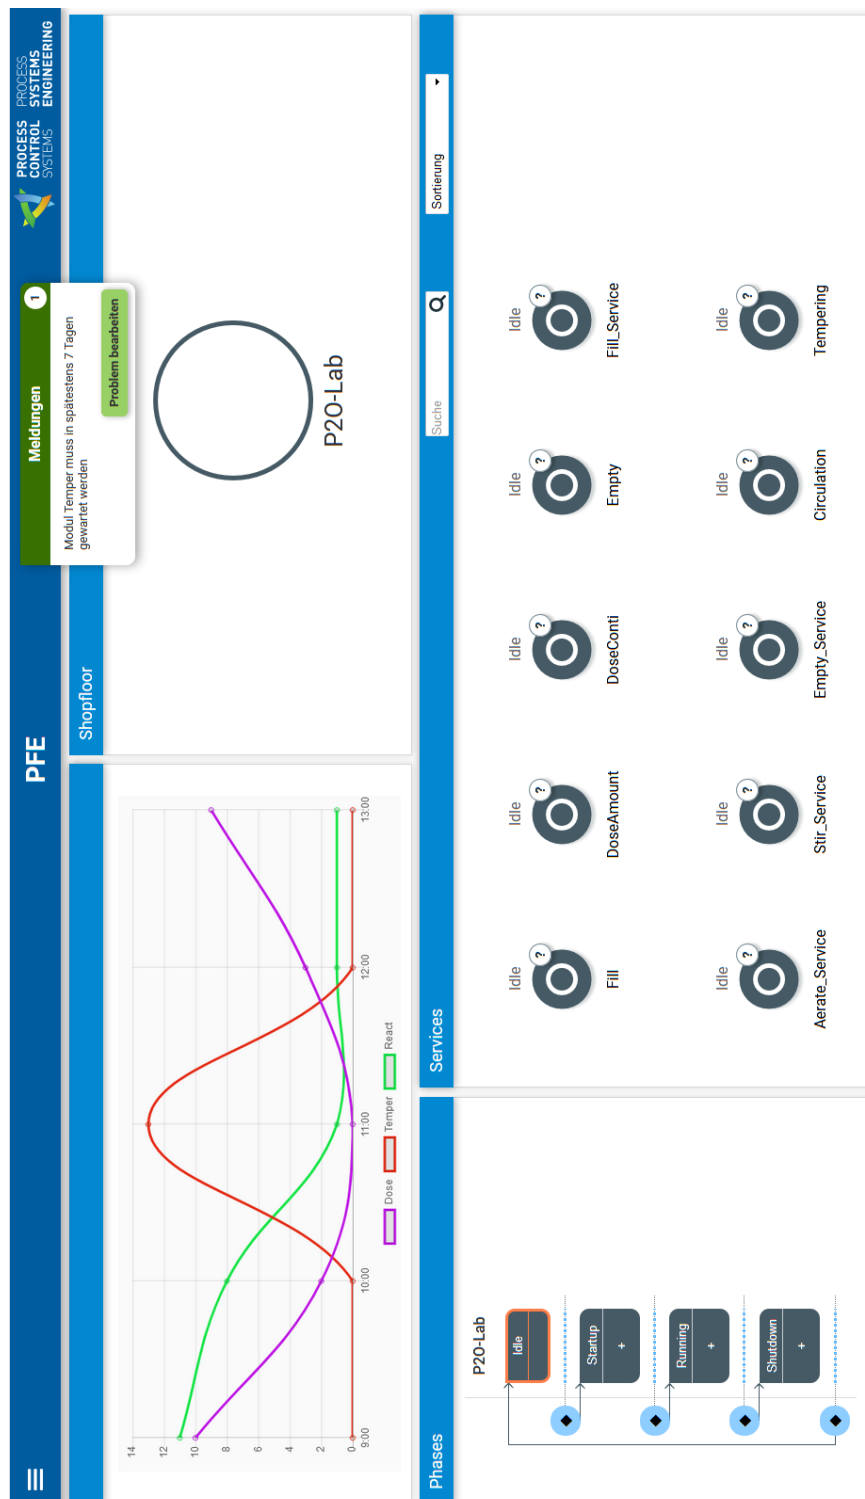 PFE
PROCESS
CONTROL
SYSTEMS
PROCESS
SYSTEMS
ENGINEERING
Meldungen
1
Modul Temper muss in spätestens 7 Tagen
gewartet werden
Problem bearbeiten
14
12
10
8
6
4
2
0
9:00
10:00
11:00
12:00
13:00
Dose
Temper
React
Shopfloor
P2O-Lab
Phases
P2O-Lab
Idle
Startup
+
Running
+
Shutdown
+
Services
Suche
Sortierung
Idle
?
Fill
Idle
?
DoseAmount
Idle
?
DoseConti
Idle
?
Empty
Idle
?
Fill_Service
Idle
?
Aerate_Service
Idle
?
Stir_Service
Idle
?
Empty_Service
Idle
?
Circulation
Idle
?
Tempering